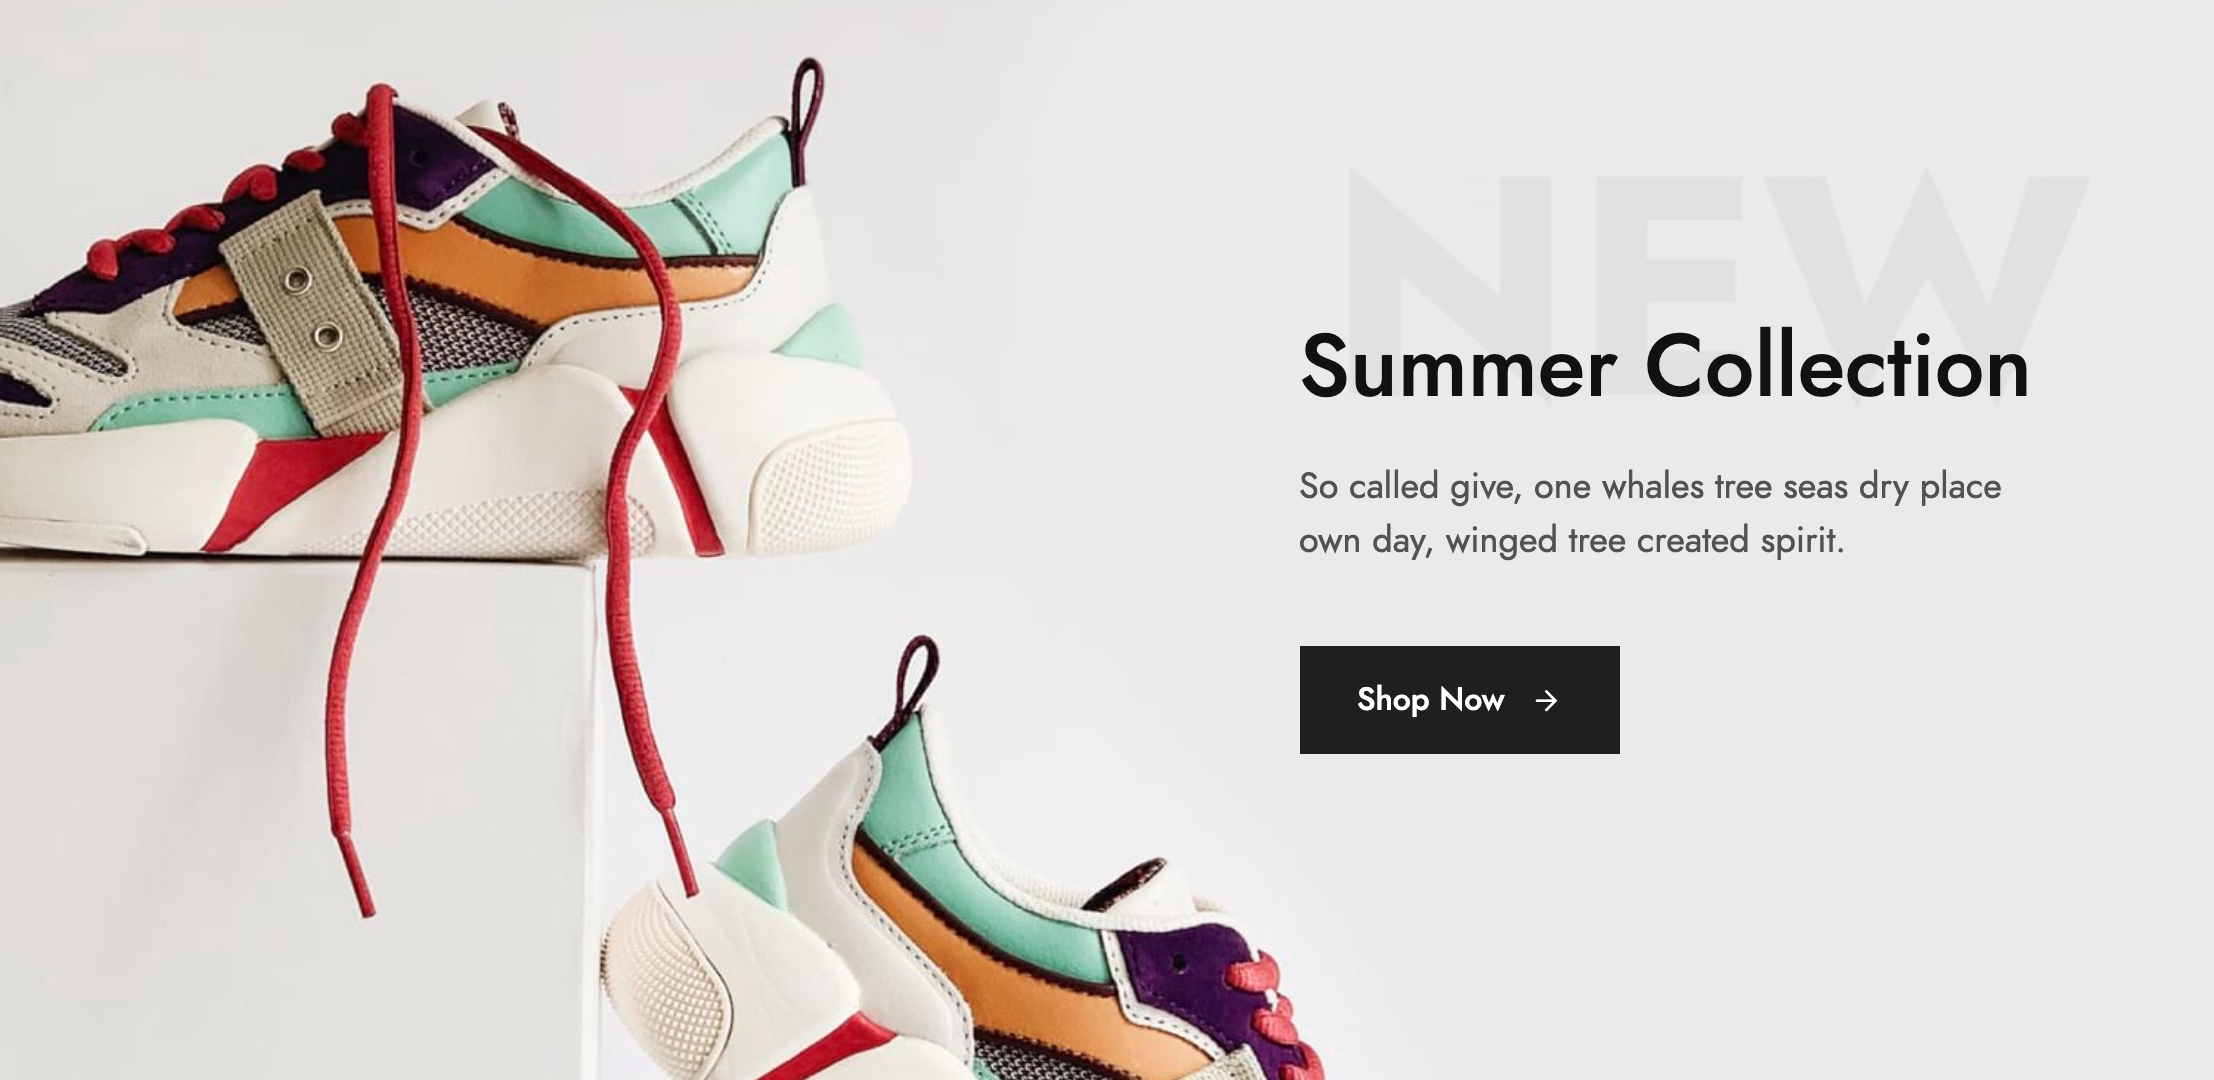 NEW
Summer Collection
So called give, one whales tree seas dry place
own day, winged tree created spirit.
Shop Now →